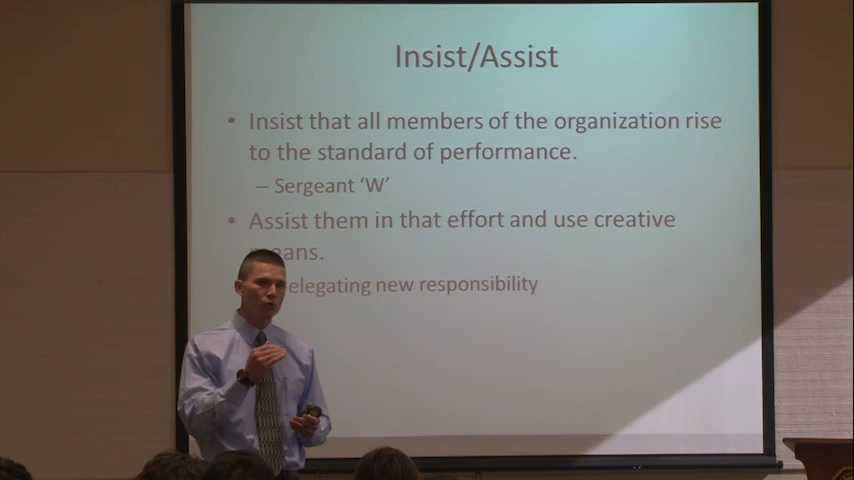 Insist/Assist
• Insist that all members of the organization rise
to the standard of performance.
– Sergeant ‘W’
• Assist them in that effort and use creative
means.
elegating new responsibility